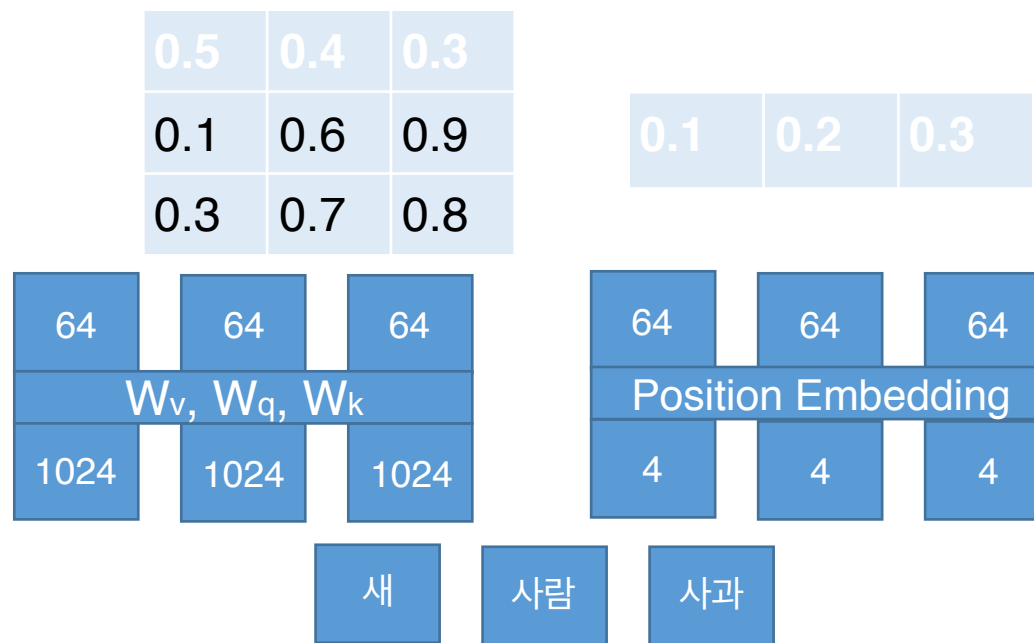 0.5 0.4 0.3
0.1 0.6 0.9
0.3 0.7 0.8
0.1 0.2 0.3
64 64 64
Wv, Wq, Wk
1024 1024 1024
64 64 64
Position Embedding
4 4 4
새 사람 사과